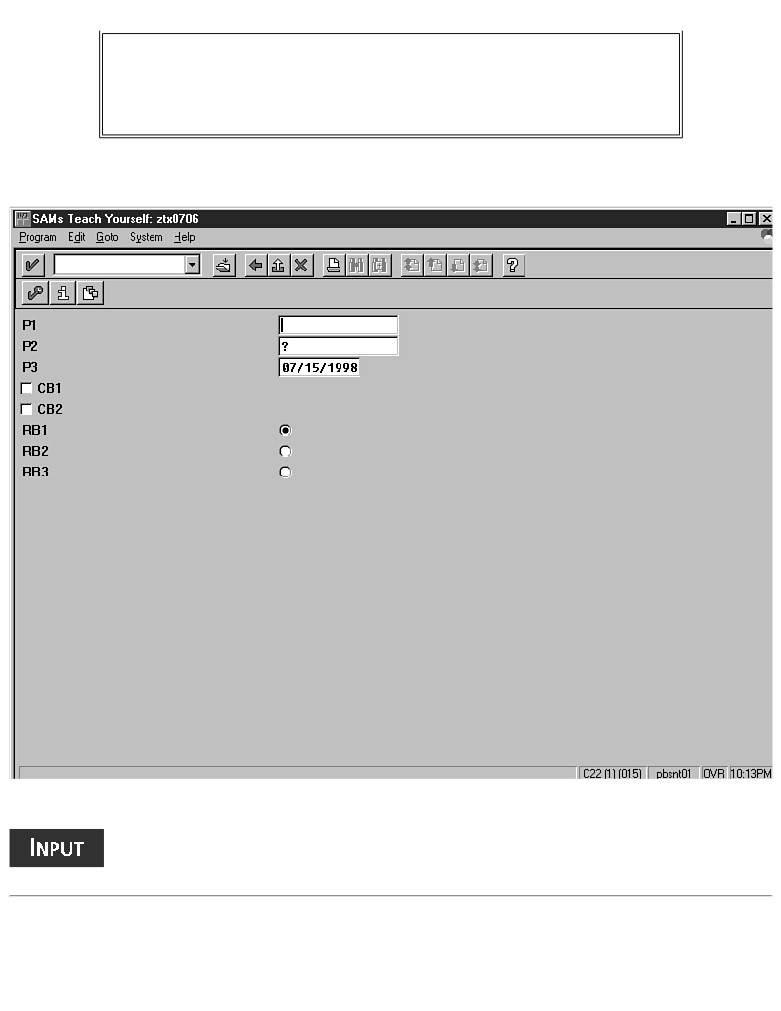 SAMs Teach Yourself: ztx0706
Program Edit Goto System Help
P1
P2 ?
P3 07/15/1998
CB1
CB2
RB1
RB2
RB3
C22 (1) (015) pbsnt01 OVR 10:13PM
INPUT